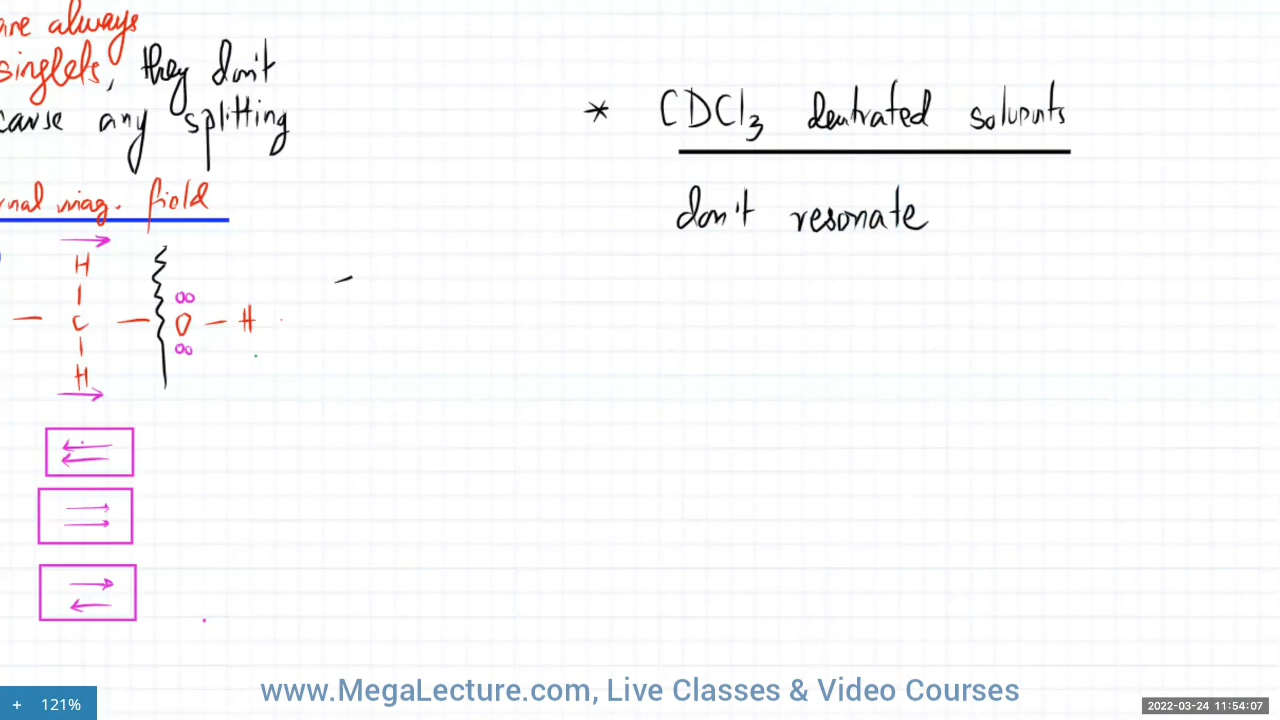 are always
singlets, they don't
cause any splitting
rnal mag. field
H
C
O - H
H
* CDCl3 deutrated solvents
don't resonate
www.MegaLecture.com, Live Classes & Video Courses
+ 121%
2022-03-24 11:54:07